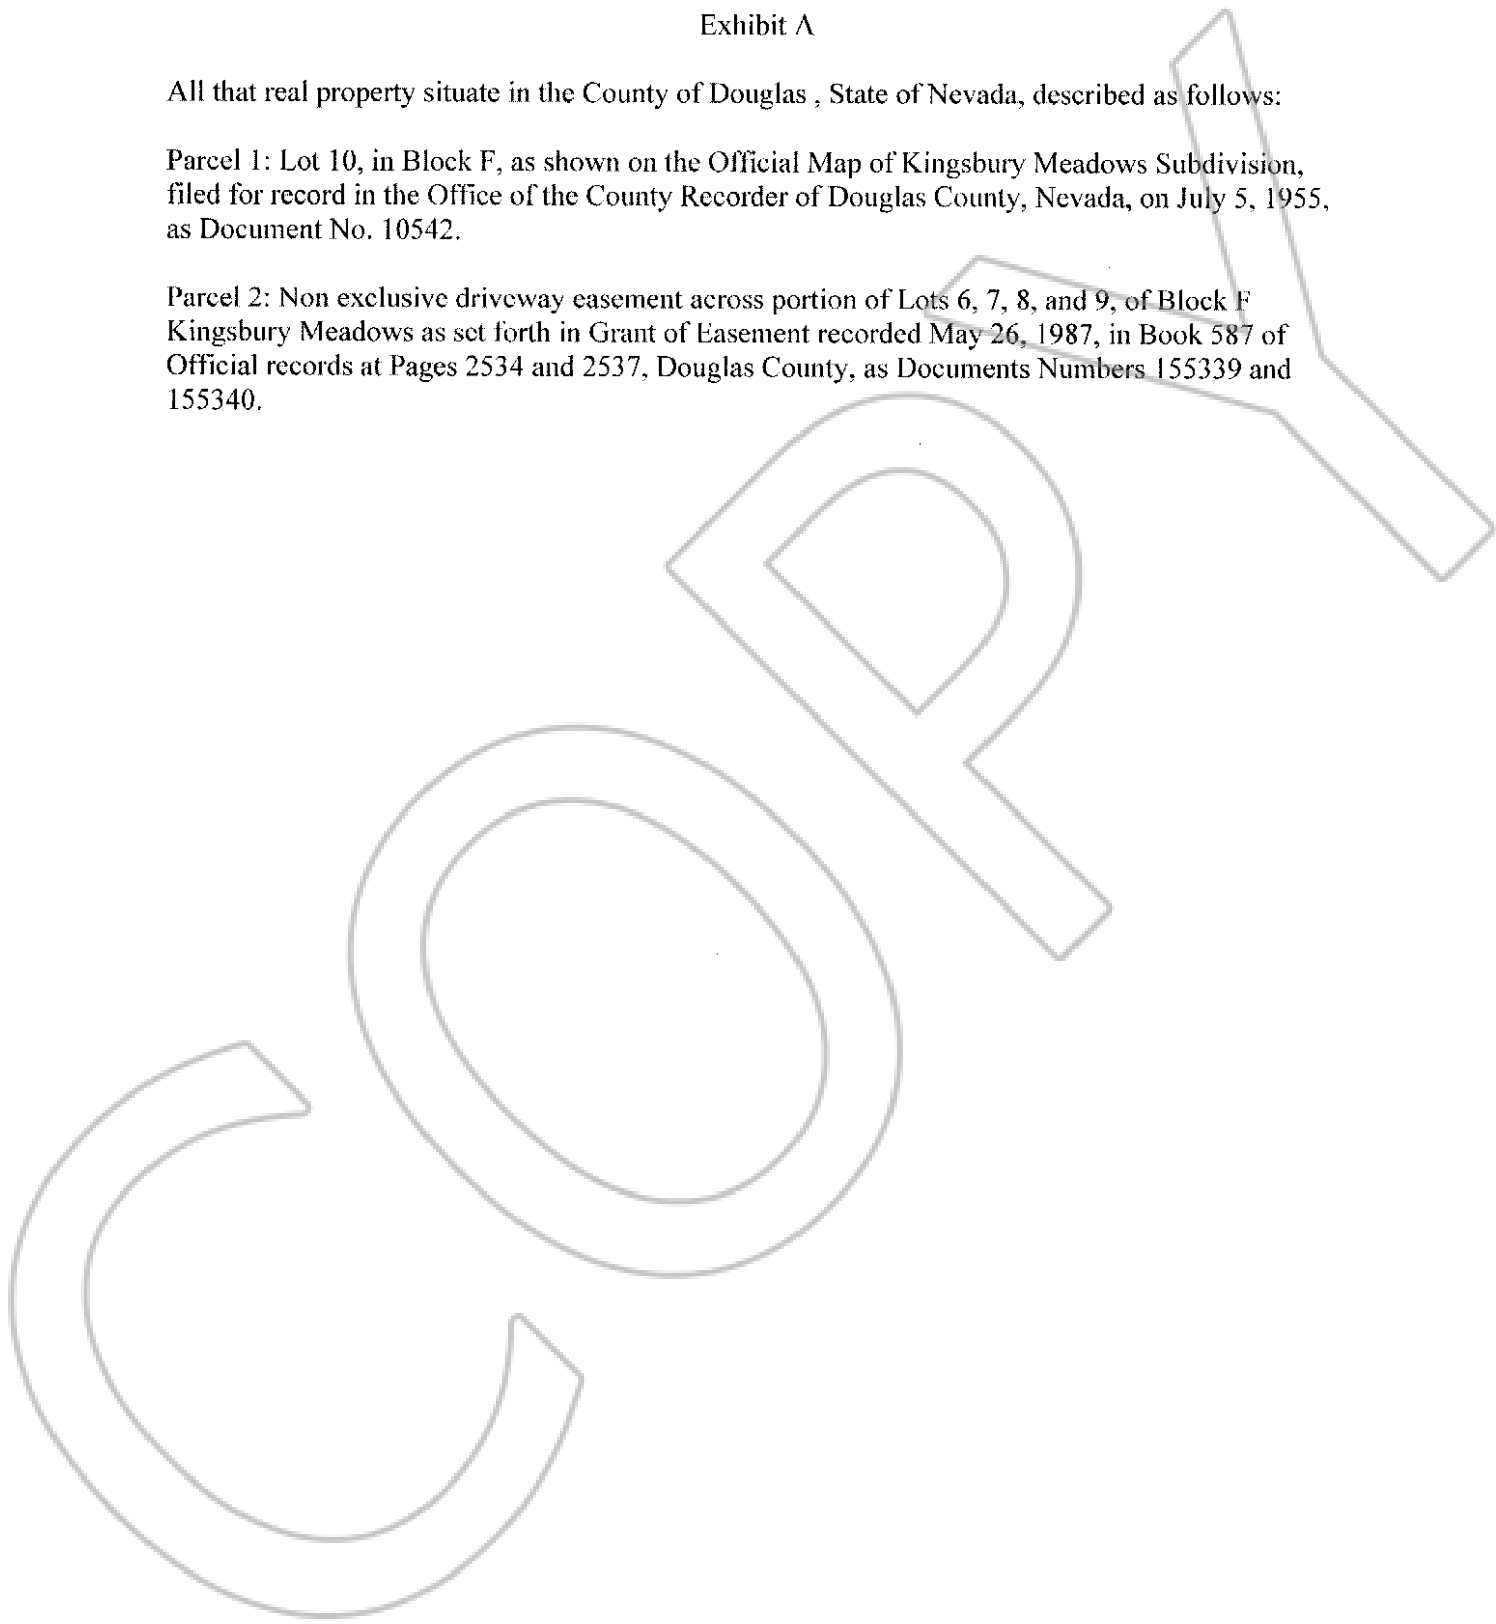 Exhibit A
All that real property situate in the County of Douglas , State of Nevada, described as follows:
Parcel 1: Lot 10, in Block F, as shown on the Official Map of Kingsbury Meadows Subdivision,
filed for record in the Office of the County Recorder of Douglas County, Nevada, on July 5, 1955,
as Document No. 10542.
Parcel 2: Non exclusive driveway easement across portion of Lots 6, 7, 8, and 9, of Block F
Kingsbury Meadows as set forth in Grant of Easement recorded May 26, 1987, in Book 587 of
Official records at Pages 2534 and 2537, Douglas County, as Documents Numbers 155339 and
155340.
COPY